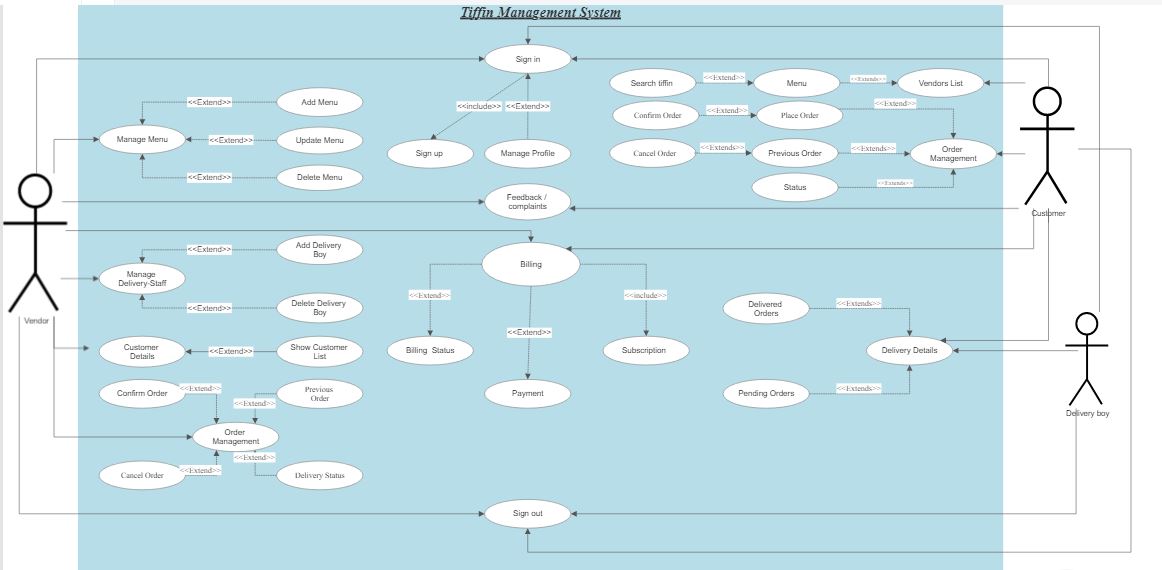 Tiffin Management System
Sign in
Search tiffin
<<Extend>>
Menu
<<Extends>>
Vendors List
<<include>>
<<Extend>>
<<Extend>>
Add Menu
Confirm Order
<<Extend>>
Place Order
<<Extend>>
Manage Menu
<<Extend>>
Update Menu
Sign up
Manage Profile
Cancel Order
<<Extends>>
Previous Order
<<Extends>>
Order
Management
<<Extend>>
Delete Menu
Status
<<Extends>>
Feedback /
complaints
Customer
<<Extend>>
Add Delivery
Boy
Billing
Manage
Delivery-Staff
<<Extend>>
<<include>>
<<Extend>>
Delete Delivery
Boy
Delivered
Orders
<<Extends>>
Vendor
<<Extend>>
Customer
Details
<<Extend>>
Show Customer
List
Billing Status
Subscription
Delivery Details
Confirm Order
<<Extend>>
Previous
Order
<<Extend>>
Payment
Pending Orders
<<Extends>>
Delivery boy
Order
Management
<<Extend>>
Cancel Order
<<Extend>>
Delivery Status
Sign out